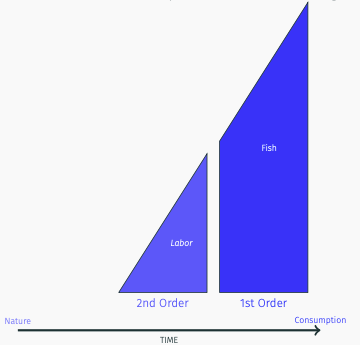 Fish
Labor
2nd Order
1st Order
Nature
Consumption
TIME